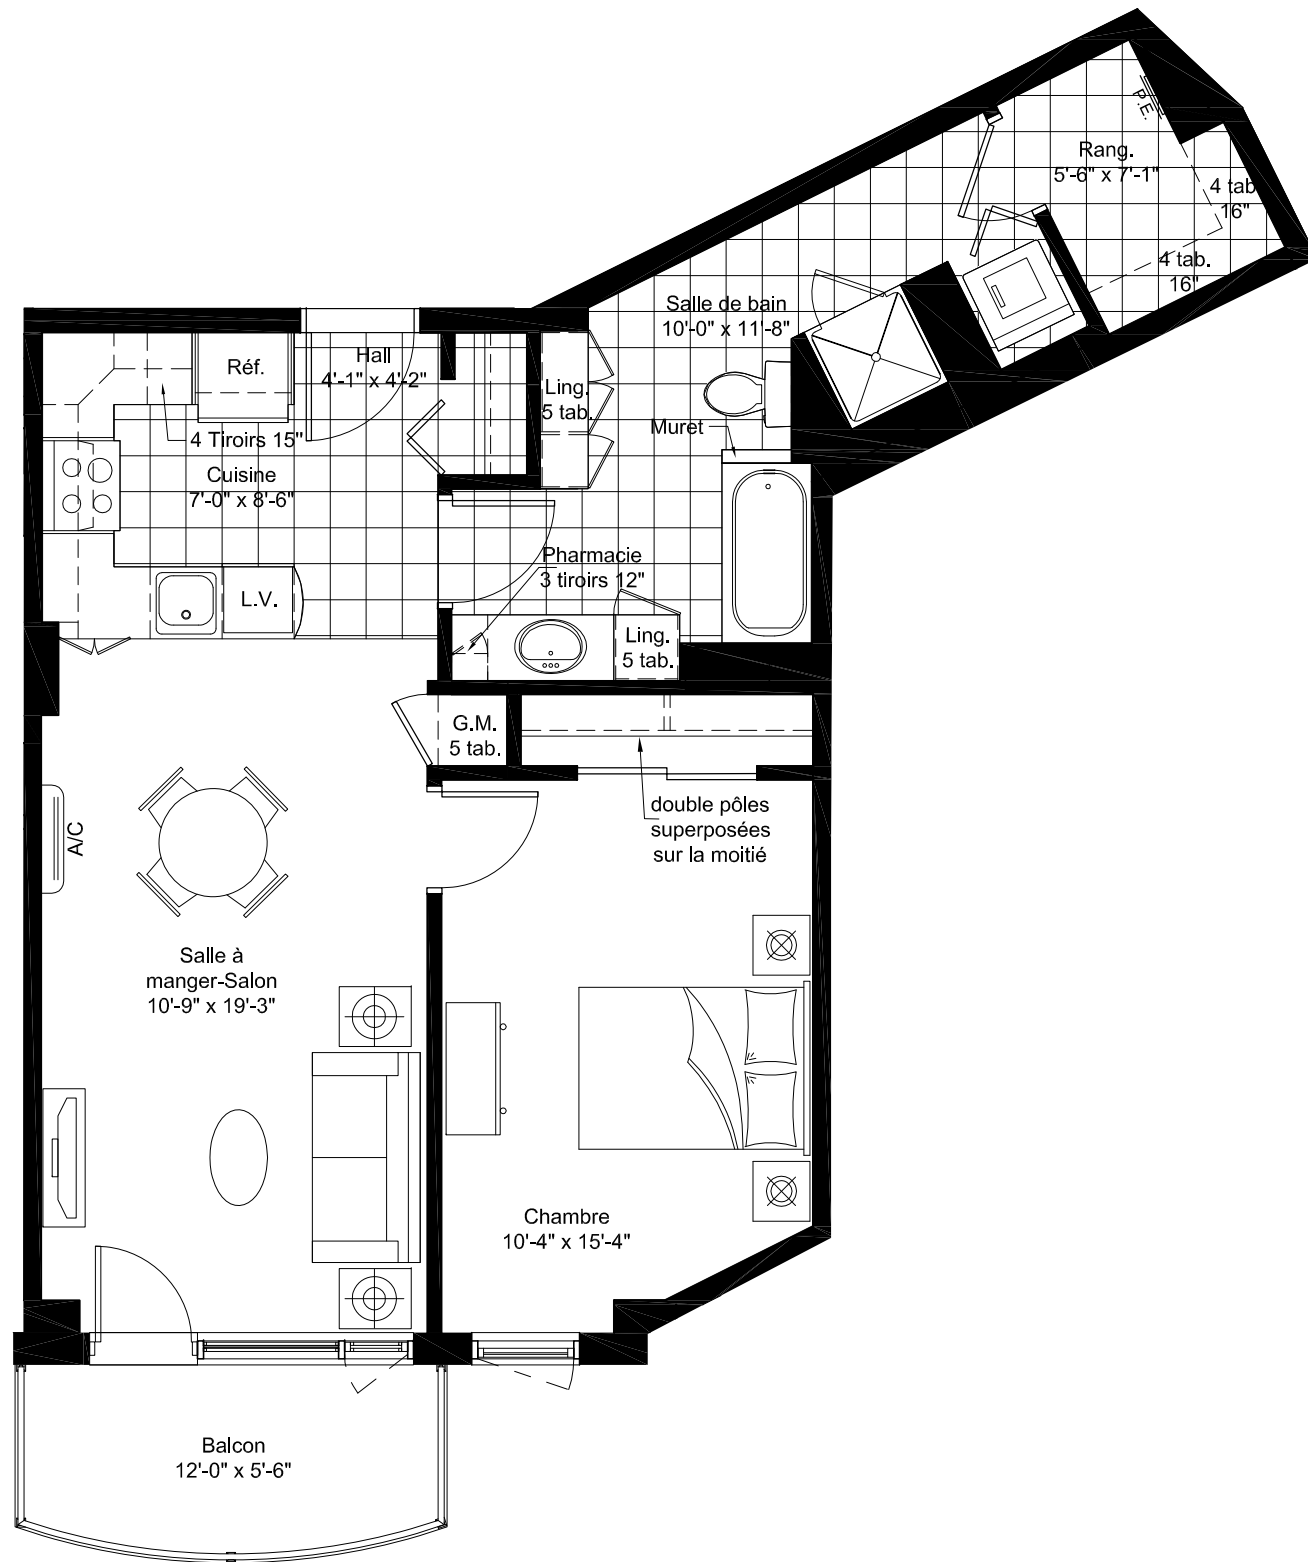 P.E.
Rang.
5'-6" x 7'-1"
4 tab.
16"
4 tab.
16"
Salle de bain
10'-0" x 11'-8"
Hall
4'-1" x 4'-2"
Réf.
Ling.
5 tab.
Muret
4 Tiroirs 15"
Cuisine
7'-0" x 8'-6"
Pharmacie
3 tiroirs 12"
L.V.
Ling.
5 tab.
G.M.
5 tab.
double pôles
superposées
sur la moitié
A/C
Salle à
manger-Salon
10'-9" x 19'-3"
Chambre
10'-4" x 15'-4"
Balcon
12'-0" x 5'-6"